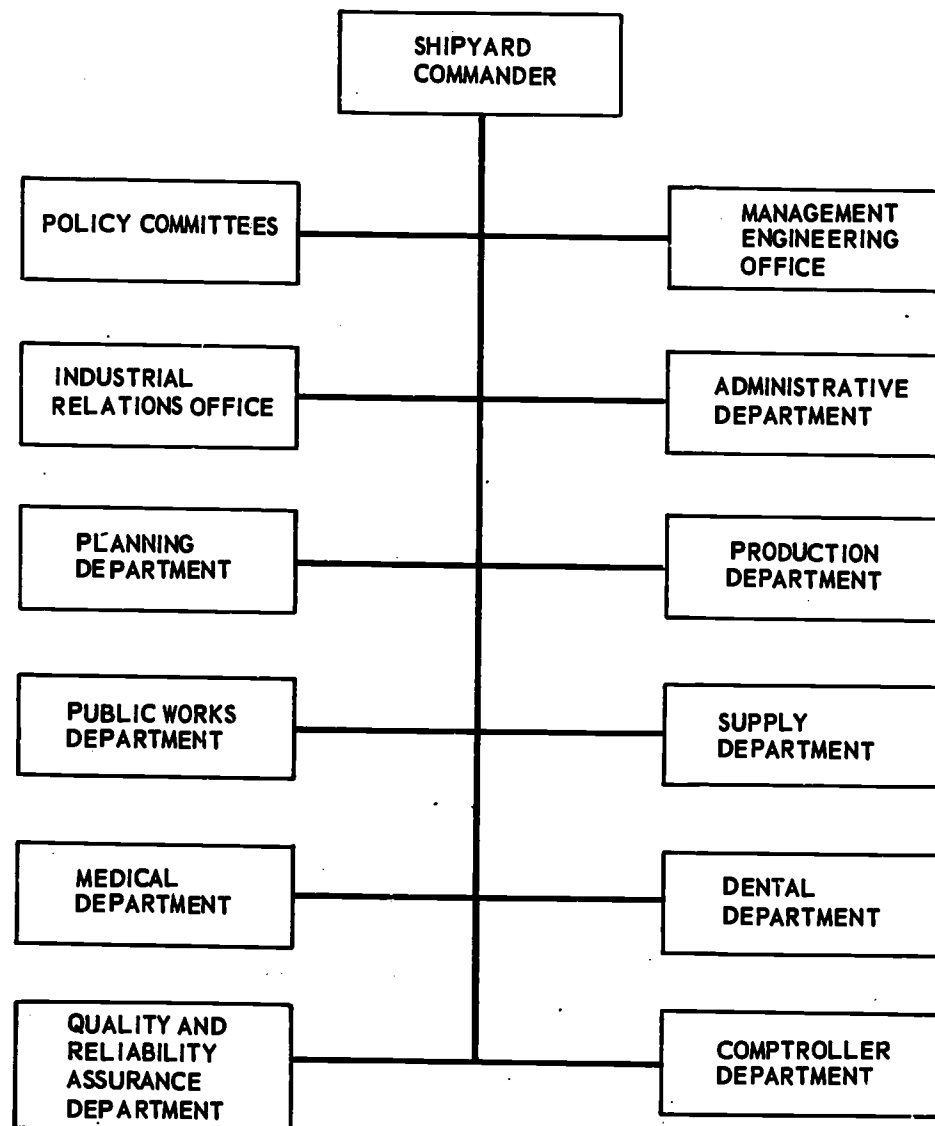 SHIPYARD
COMMANDER
POLICY COMMITTEES
MANAGEMENT
ENGINEERING
OFFICE
INDUSTRIAL
RELATIONS OFFICE
ADMINISTRATIVE
DEPARTMENT
PLANNING
DEPARTMENT
PRODUCTION
DEPARTMENT
PUBLIC WORKS
DEPARTMENT
SUPPLY
DEPARTMENT
MEDICAL
DEPARTMENT
DENTAL
DEPARTMENT
QUALITY AND
RELIABILITY
ASSURANCE
DEPARTMENT
COMPTROLLER
DEPARTMENT